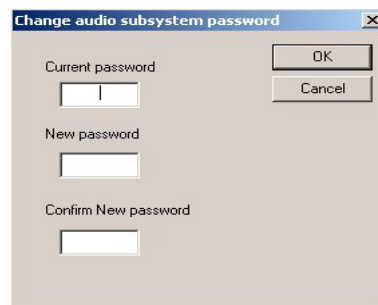 Change audio subsystem password
Current password
OK
Cancel
New password
Confirm New password